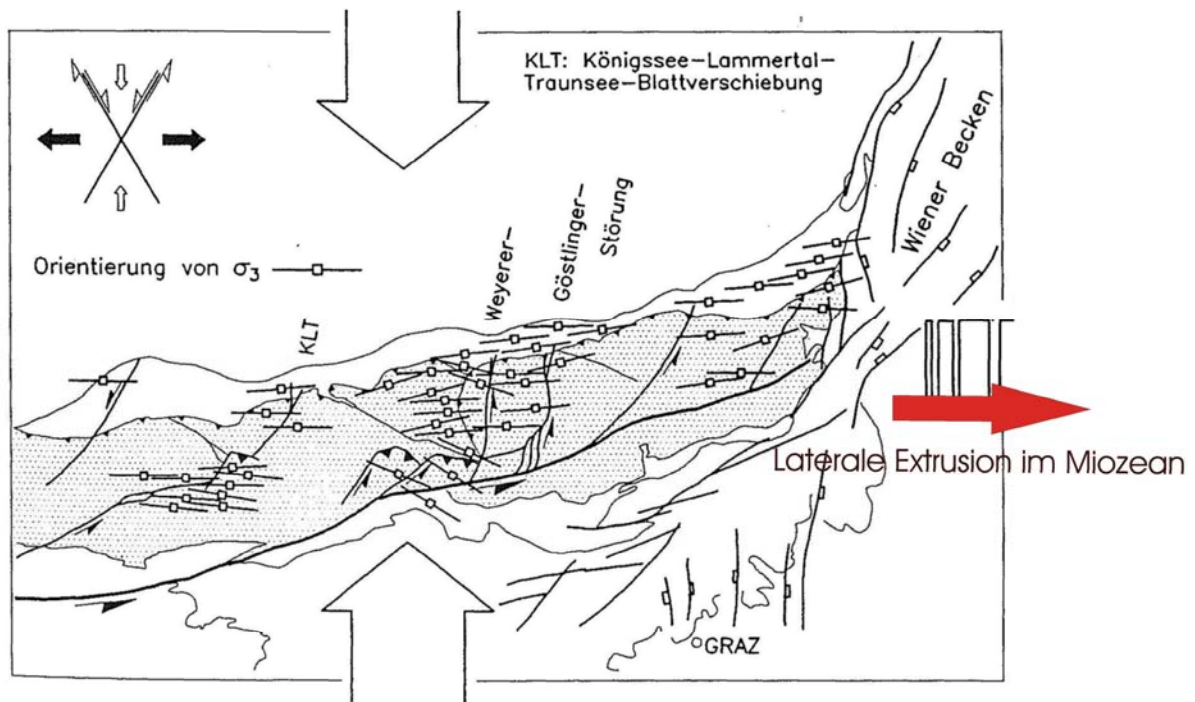 KLT: Königssee-Lammertal-
Traunsee-Blattverschiebung
Orientierung von σ₃
KLT
Weyerer-
Göstlinger-
Störung
Wiener Becken
Laterale Extrusion im Miozean
GRAZ